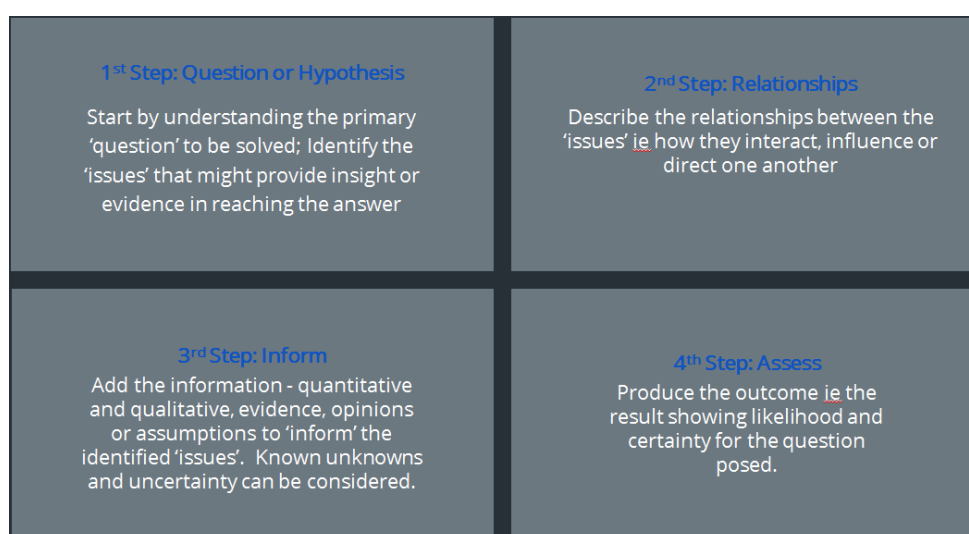 1st Step: Question or Hypothesis
Start by understanding the primary
‘question’ to be solved; Identify the
‘issues’ that might provide insight or
evidence in reaching the answer
2nd Step: Relationships
Describe the relationships between the
‘issues’ ie how they interact, influence or
direct one another
3rd Step: Inform
Add the information - quantitative
and qualitative, evidence, opinions
or assumptions to ‘inform’ the
identified ‘issues’.  Known unknowns
and uncertainty can be considered.
4th Step: Assess
Produce the outcome ie the
result showing likelihood and
certainty for the question
posed.